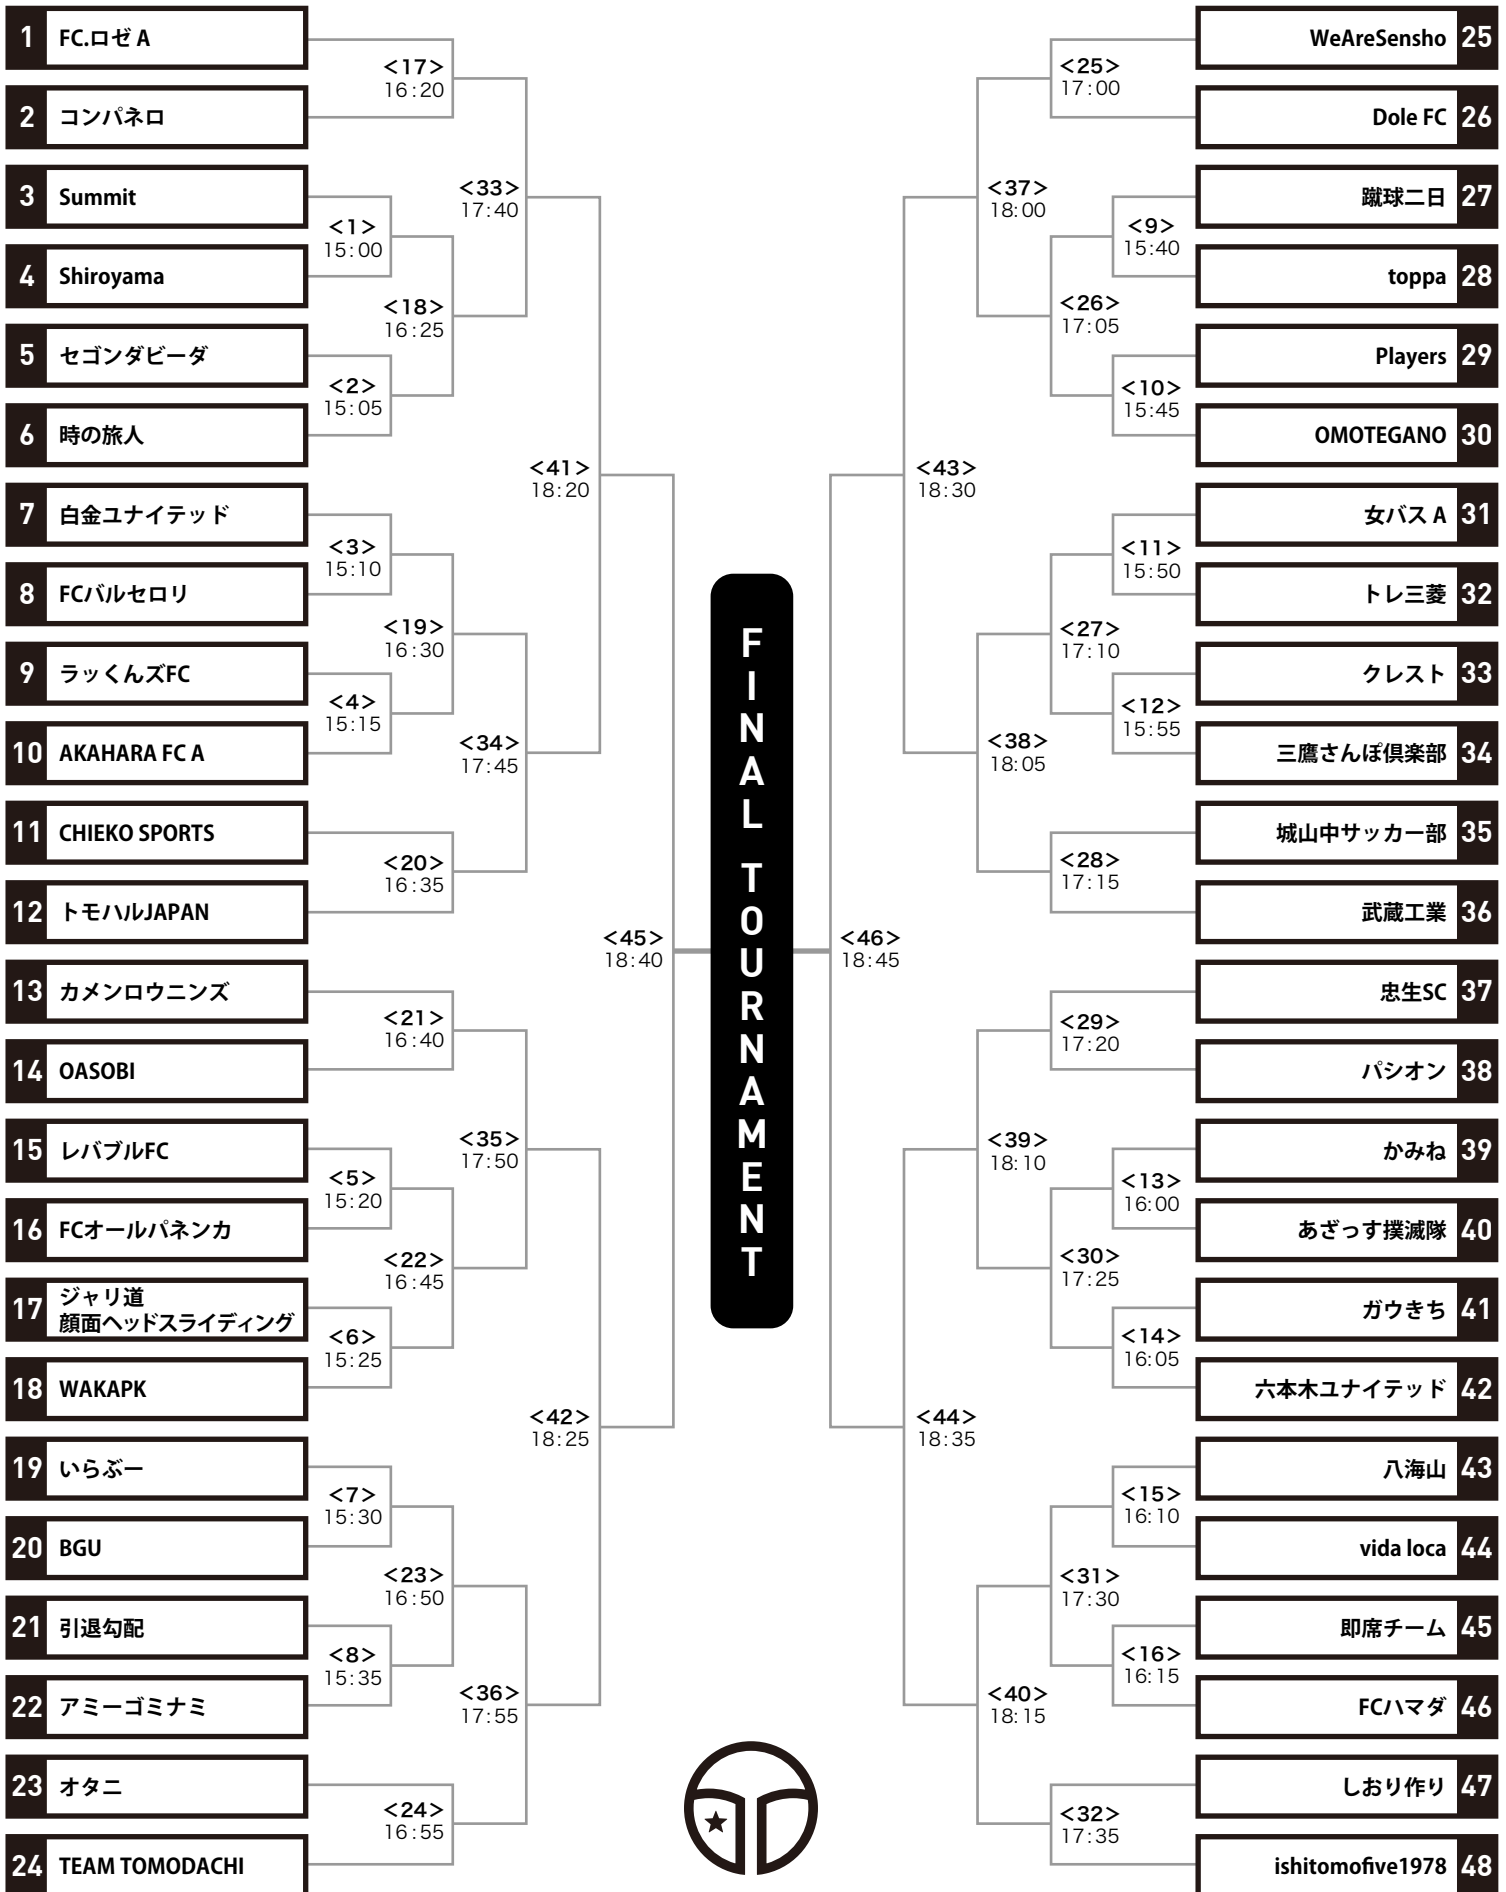 1 FC.ロゼ A
2 コンパネロ
3 Summit
4 Shiroyama
5 セゴンダビーダ
6 時の旅人
7 白金ユナイテッド
8 FCバルセロリ
9 ラッくんズFC
10 AKAHARA FC A
11 CHIEKO SPORTS
12 トモハルJAPAN
13 カメンロウニンズ
14 OASOBI
15 レバブルFC
16 FCオールパネンカ
17 ジャリ道
顔面ヘッドスライディング
18 WAKAPK
19 いらぶー
20 BGU
21 引退勾配
22 アミーゴミナミ
23 オタニ
24 TEAM TOMODACHI
<1>
15:00
<2>
15:05
<3>
15:10
<4>
15:15
<5>
15:20
<6>
15:25
<7>
15:30
<8>
15:35
<17>
16:20
<18>
16:25
<19>
16:30
<20>
16:35
<21>
16:40
<22>
16:45
<23>
16:50
<24>
16:55
<33>
17:40
<34>
17:45
<35>
17:50
<36>
17:55
<41>
18:20
<42>
18:25
<45>
18:40
FINAL TOURNAMENT
<46>
18:45
<43>
18:30
<44>
18:35
<37>
18:00
<38>
18:05
<39>
18:10
<40>
18:15
<25>
17:00
<26>
17:05
<27>
17:10
<28>
17:15
<29>
17:20
<30>
17:25
<31>
17:30
<32>
17:35
<9>
15:40
<10>
15:45
<11>
15:50
<12>
15:55
<13>
16:00
<14>
16:05
<15>
16:10
<16>
16:15
WeAreSensho 25
Dole FC 26
蹴球二日 27
toppa 28
Players 29
OMOTEGANO 30
女バス A 31
トレ三菱 32
クレスト 33
三鷹さんぽ倶楽部 34
城山中サッカー部 35
武蔵工業 36
忠生SC 37
パシオン 38
かみね 39
あざっす撲滅隊 40
ガウきち 41
六本木ユナイテッド 42
八海山 43
vida loca 44
即席チーム 45
FCハマダ 46
しおり作り 47
ishitomofive1978 48